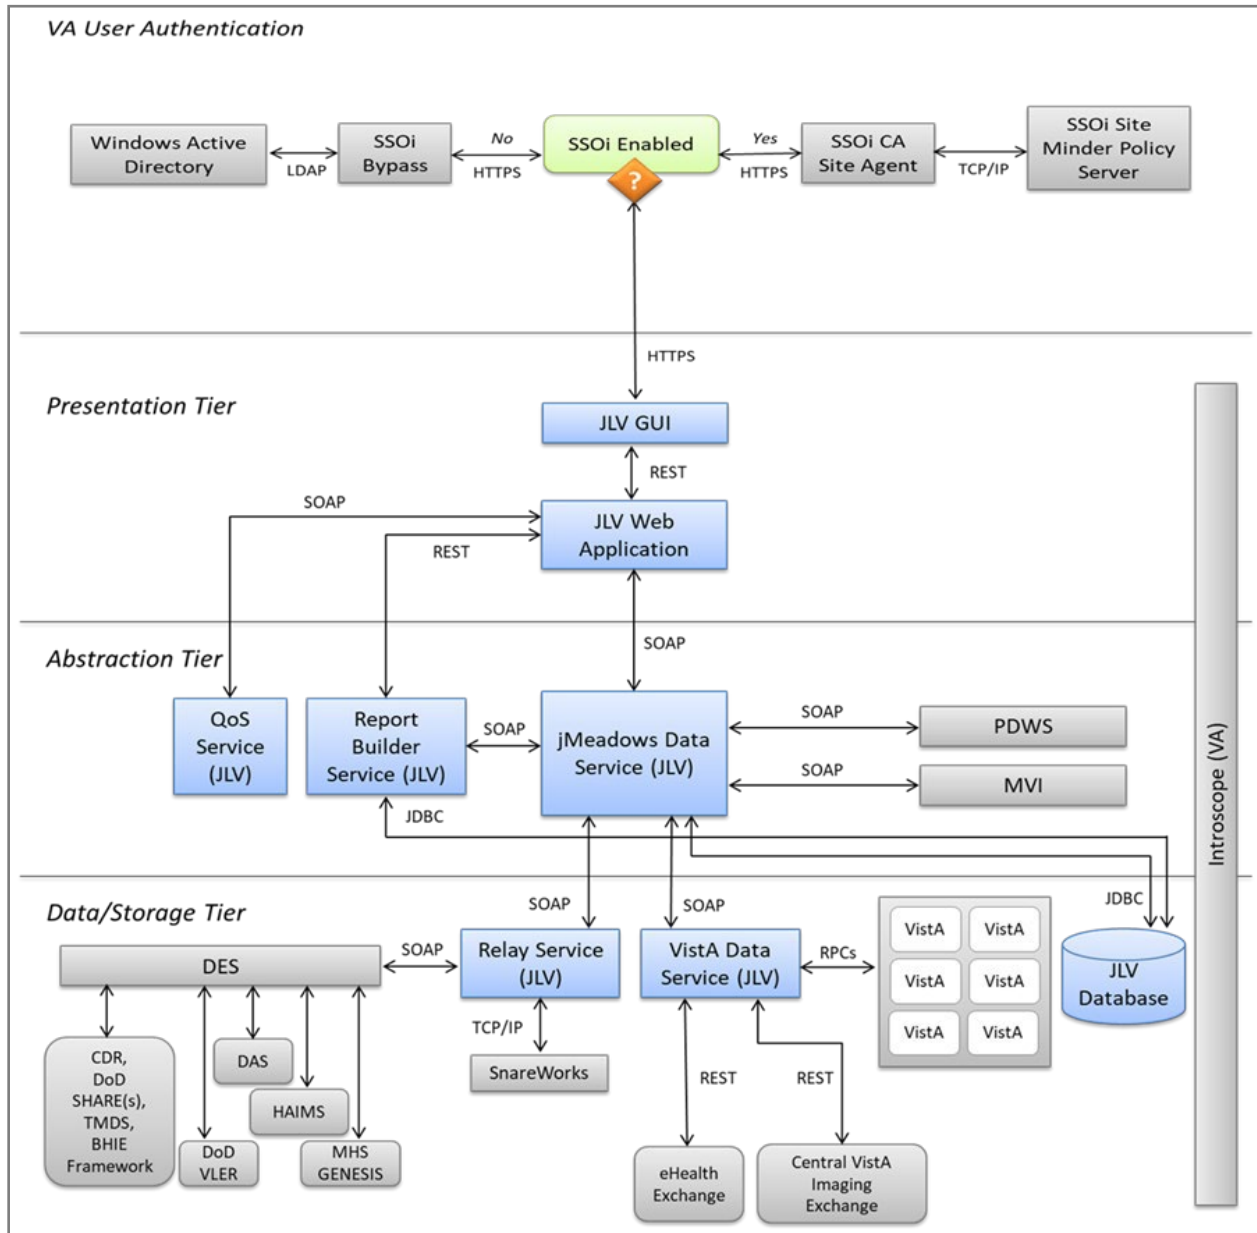 VA User Authentication
Windows Active
Directory
LDAP
SSOi
Bypass
No
HTTPS
SSOi Enabled
?
Yes
HTTPS
SSOi CA
Site Agent
TCP/IP
SSOi Site
Minder Policy
Server
HTTPS
Presentation Tier
JLV GUI
REST
SOAP
JLV Web
Application
REST
Abstraction Tier
SOAP
QoS
Service
(JLV)
Report
Builder
Service (JLV)
SOAP
jMeadows Data
Service (JLV)
SOAP
PDWS
SOAP
MVI
JDBC
Introscope (VA)
Data/Storage Tier
SOAP
SOAP
JDBC
DES
SOAP
Relay Service
(JLV)
VistA Data
Service (JLV)
RPCs
VistA
VistA
VistA
VistA
VistA
VistA
JLV
Database
TCP/IP
SnareWorks
CDR,
DoD
SHARE(s),
TMDS,
BHIE
Framework
DoD
VLER
DAS
HAIMS
MHS
GENESIS
REST
REST
eHealth
Exchange
Central VistA
Imaging
Exchange